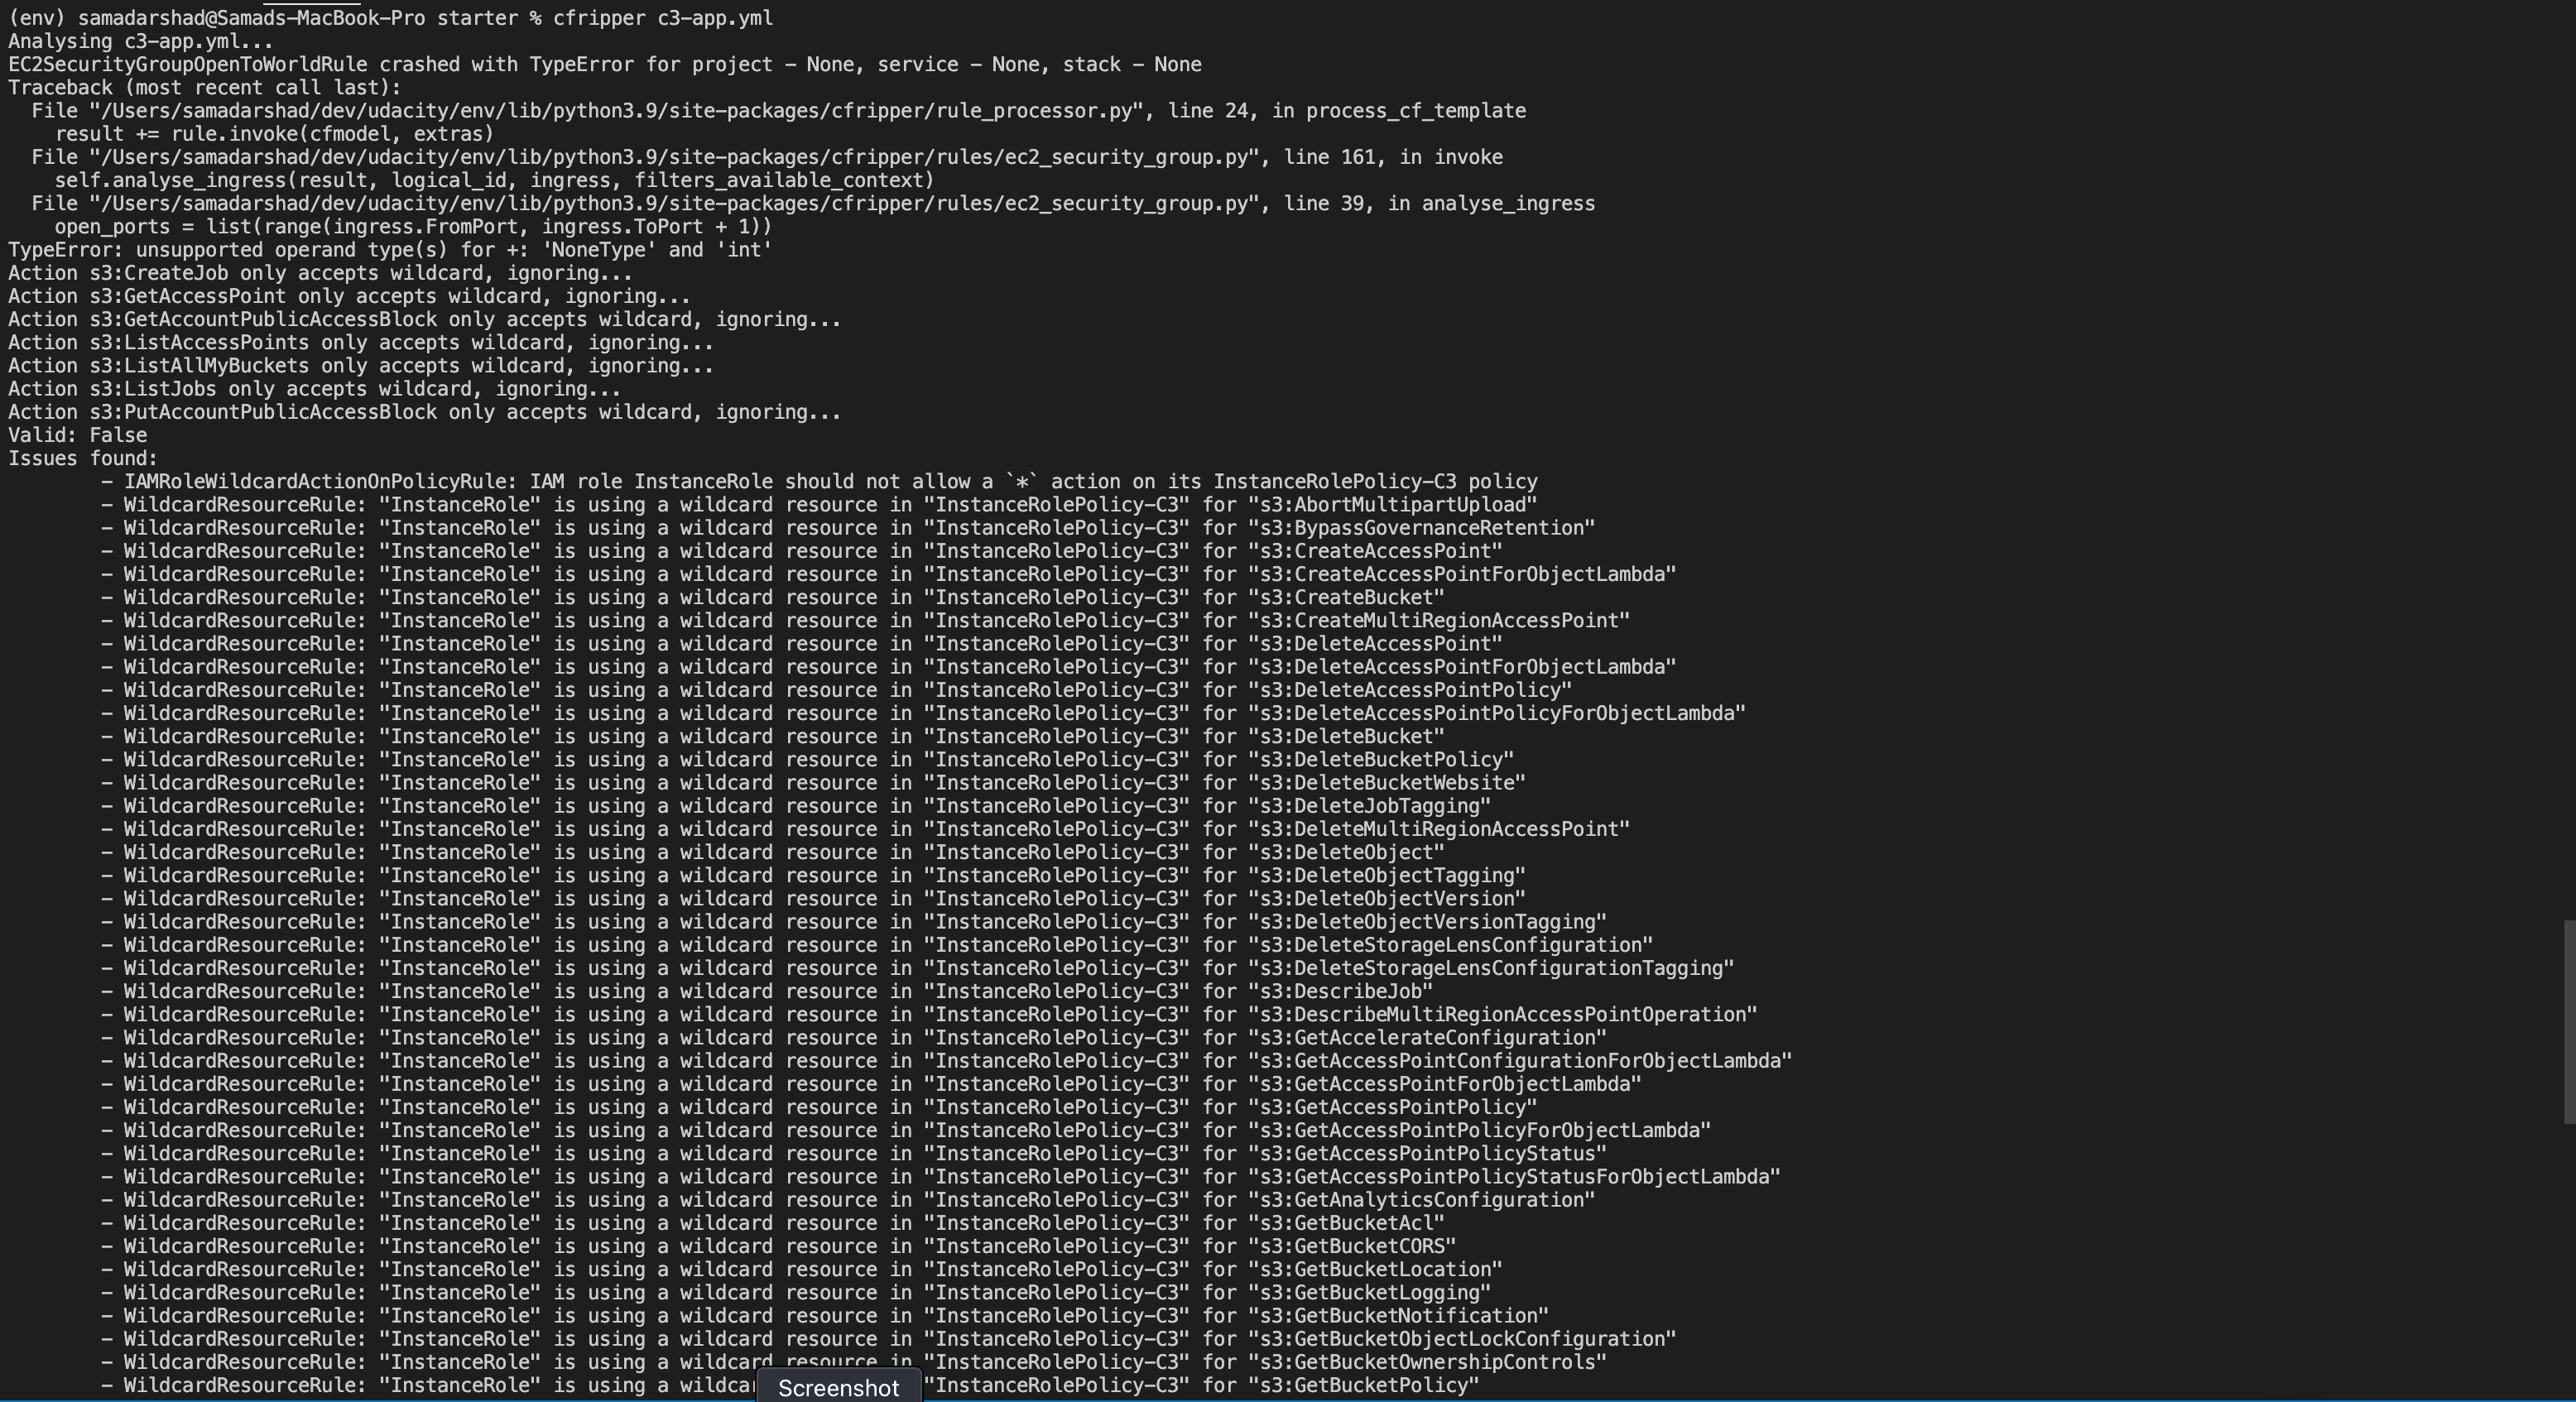 (env) samadarshad@Samads-MacBook-Pro starter % cfripper c3-app.yml
Analysing c3-app.yml...
EC2SecurityGroupOpenToWorldRule crashed with TypeError for project - None, service - None, stack - None
Traceback (most recent call last):
  File "/Users/samadarshad/dev/udacity/env/lib/python3.9/site-packages/cfripper/rule_processor.py", line 24, in process_cf_template
    result += rule.invoke(cfmodel, extras)
  File "/Users/samadarshad/dev/udacity/env/lib/python3.9/site-packages/cfripper/rules/ec2_security_group.py", line 161, in invoke
    self.analyse_ingress(result, logical_id, ingress, filters_available_context)
  File "/Users/samadarshad/dev/udacity/env/lib/python3.9/site-packages/cfripper/rules/ec2_security_group.py", line 39, in analyse_ingress
    open_ports = list(range(ingress.FromPort, ingress.ToPort + 1))
TypeError: unsupported operand type(s) for +: 'NoneType' and 'int'
Action s3:CreateJob only accepts wildcard, ignoring...
Action s3:GetAccessPoint only accepts wildcard, ignoring...
Action s3:GetAccountPublicAccessBlock only accepts wildcard, ignoring...
Action s3:ListAccessPoints only accepts wildcard, ignoring...
Action s3:ListAllMyBuckets only accepts wildcard, ignoring...
Action s3:ListJobs only accepts wildcard, ignoring...
Action s3:PutAccountPublicAccessBlock only accepts wildcard, ignoring...
Valid: False
Issues found:
        - IAMRoleWildcardActionOnPolicyRule: IAM role InstanceRole should not allow a `*` action on its InstanceRolePolicy-C3 policy
        - WildcardResourceRule: "InstanceRole" is using a wildcard resource in "InstanceRolePolicy-C3" for "s3:AbortMultipartUpload"
        - WildcardResourceRule: "InstanceRole" is using a wildcard resource in "InstanceRolePolicy-C3" for "s3:BypassGovernanceRetention"
        - WildcardResourceRule: "InstanceRole" is using a wildcard resource in "InstanceRolePolicy-C3" for "s3:CreateAccessPoint"
        - WildcardResourceRule: "InstanceRole" is using a wildcard resource in "InstanceRolePolicy-C3" for "s3:CreateAccessPointForObjectLambda"
        - WildcardResourceRule: "InstanceRole" is using a wildcard resource in "InstanceRolePolicy-C3" for "s3:CreateBucket"
        - WildcardResourceRule: "InstanceRole" is using a wildcard resource in "InstanceRolePolicy-C3" for "s3:CreateMultiRegionAccessPoint"
        - WildcardResourceRule: "InstanceRole" is using a wildcard resource in "InstanceRolePolicy-C3" for "s3:DeleteAccessPoint"
        - WildcardResourceRule: "InstanceRole" is using a wildcard resource in "InstanceRolePolicy-C3" for "s3:DeleteAccessPointForObjectLambda"
        - WildcardResourceRule: "InstanceRole" is using a wildcard resource in "InstanceRolePolicy-C3" for "s3:DeleteAccessPointPolicy"
        - WildcardResourceRule: "InstanceRole" is using a wildcard resource in "InstanceRolePolicy-C3" for "s3:DeleteAccessPointPolicyForObjectLambda"
        - WildcardResourceRule: "InstanceRole" is using a wildcard resource in "InstanceRolePolicy-C3" for "s3:DeleteBucket"
        - WildcardResourceRule: "InstanceRole" is using a wildcard resource in "InstanceRolePolicy-C3" for "s3:DeleteBucketPolicy"
        - WildcardResourceRule: "InstanceRole" is using a wildcard resource in "InstanceRolePolicy-C3" for "s3:DeleteBucketWebsite"
        - WildcardResourceRule: "InstanceRole" is using a wildcard resource in "InstanceRolePolicy-C3" for "s3:DeleteJobTagging"
        - WildcardResourceRule: "InstanceRole" is using a wildcard resource in "InstanceRolePolicy-C3" for "s3:DeleteMultiRegionAccessPoint"
        - WildcardResourceRule: "InstanceRole" is using a wildcard resource in "InstanceRolePolicy-C3" for "s3:DeleteObject"
        - WildcardResourceRule: "InstanceRole" is using a wildcard resource in "InstanceRolePolicy-C3" for "s3:DeleteObjectTagging"
        - WildcardResourceRule: "InstanceRole" is using a wildcard resource in "InstanceRolePolicy-C3" for "s3:DeleteObjectVersion"
        - WildcardResourceRule: "InstanceRole" is using a wildcard resource in "InstanceRolePolicy-C3" for "s3:DeleteObjectVersionTagging"
        - WildcardResourceRule: "InstanceRole" is using a wildcard resource in "InstanceRolePolicy-C3" for "s3:DeleteStorageLensConfiguration"
        - WildcardResourceRule: "InstanceRole" is using a wildcard resource in "InstanceRolePolicy-C3" for "s3:DeleteStorageLensConfigurationTagging"
        - WildcardResourceRule: "InstanceRole" is using a wildcard resource in "InstanceRolePolicy-C3" for "s3:DescribeJob"
        - WildcardResourceRule: "InstanceRole" is using a wildcard resource in "InstanceRolePolicy-C3" for "s3:DescribeMultiRegionAccessPointOperation"
        - WildcardResourceRule: "InstanceRole" is using a wildcard resource in "InstanceRolePolicy-C3" for "s3:GetAccelerateConfiguration"
        - WildcardResourceRule: "InstanceRole" is using a wildcard resource in "InstanceRolePolicy-C3" for "s3:GetAccessPointConfigurationForObjectLambda"
        - WildcardResourceRule: "InstanceRole" is using a wildcard resource in "InstanceRolePolicy-C3" for "s3:GetAccessPointForObjectLambda"
        - WildcardResourceRule: "InstanceRole" is using a wildcard resource in "InstanceRolePolicy-C3" for "s3:GetAccessPointPolicy"
        - WildcardResourceRule: "InstanceRole" is using a wildcard resource in "InstanceRolePolicy-C3" for "s3:GetAccessPointPolicyForObjectLambda"
        - WildcardResourceRule: "InstanceRole" is using a wildcard resource in "InstanceRolePolicy-C3" for "s3:GetAccessPointPolicyStatus"
        - WildcardResourceRule: "InstanceRole" is using a wildcard resource in "InstanceRolePolicy-C3" for "s3:GetAccessPointPolicyStatusForObjectLambda"
        - WildcardResourceRule: "InstanceRole" is using a wildcard resource in "InstanceRolePolicy-C3" for "s3:GetAnalyticsConfiguration"
        - WildcardResourceRule: "InstanceRole" is using a wildcard resource in "InstanceRolePolicy-C3" for "s3:GetBucketAcl"
        - WildcardResourceRule: "InstanceRole" is using a wildcard resource in "InstanceRolePolicy-C3" for "s3:GetBucketCORS"
        - WildcardResourceRule: "InstanceRole" is using a wildcard resource in "InstanceRolePolicy-C3" for "s3:GetBucketLocation"
        - WildcardResourceRule: "InstanceRole" is using a wildcard resource in "InstanceRolePolicy-C3" for "s3:GetBucketLogging"
        - WildcardResourceRule: "InstanceRole" is using a wildcard resource in "InstanceRolePolicy-C3" for "s3:GetBucketNotification"
        - WildcardResourceRule: "InstanceRole" is using a wildcard resource in "InstanceRolePolicy-C3" for "s3:GetBucketObjectLockConfiguration"
        - WildcardResourceRule: "InstanceRole" is using a wildcard resource in "InstanceRolePolicy-C3" for "s3:GetBucketOwnershipControls"
        - WildcardResourceRule: "InstanceRole" is using a "InstanceRolePolicy-C3" for "s3:GetBucketPolicy"
Screenshot